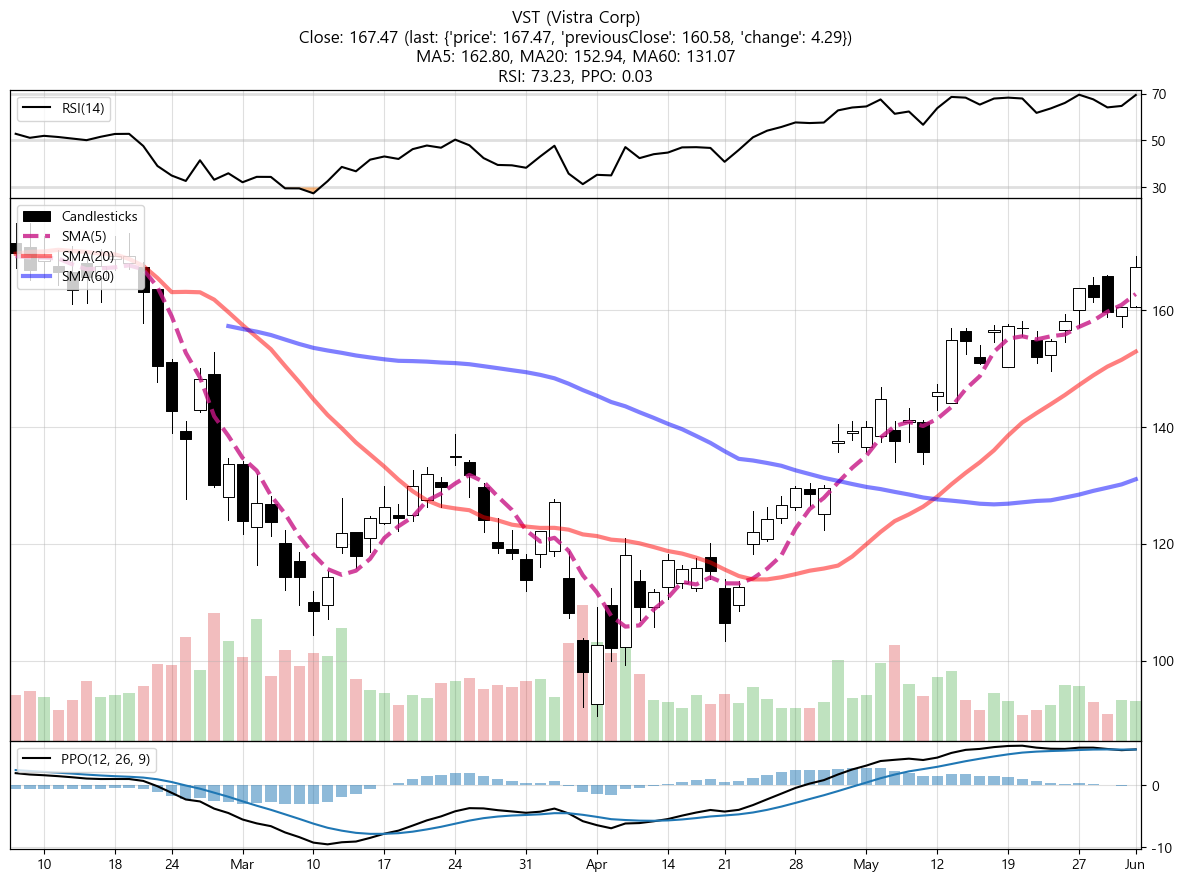 VST (Vistra Corp)
Close: 167.47 (last: {'price': 167.47, 'previousClose': 160.58, 'change': 4.29})
MA5: 162.80, MA20: 152.94, MA60: 131.07
RSI: 73.23, PPO: 0.03
RSI(14)
70
50
30
Candlesticks
SMA(5)
SMA(20)
SMA(60)
160
140
120
100
PPO(12, 26, 9)
0
-10
10 18 24 Mar 10 17 24 31 Apr 14 21 28 May 12 19 27 Jun